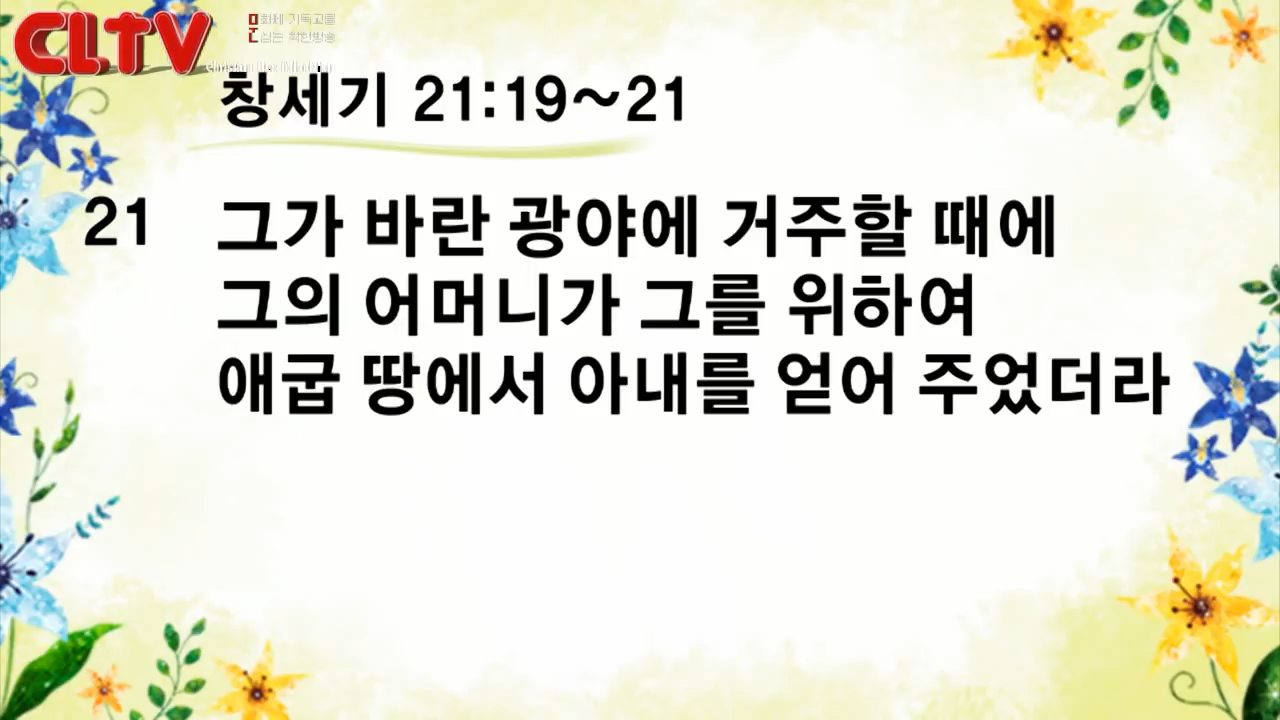 CLTV
창세기 21:19~21
21 그가 바란 광야에 거주할 때에
그의 어머니가 그를 위하여
애굽 땅에서 아내를 얻어 주었더라